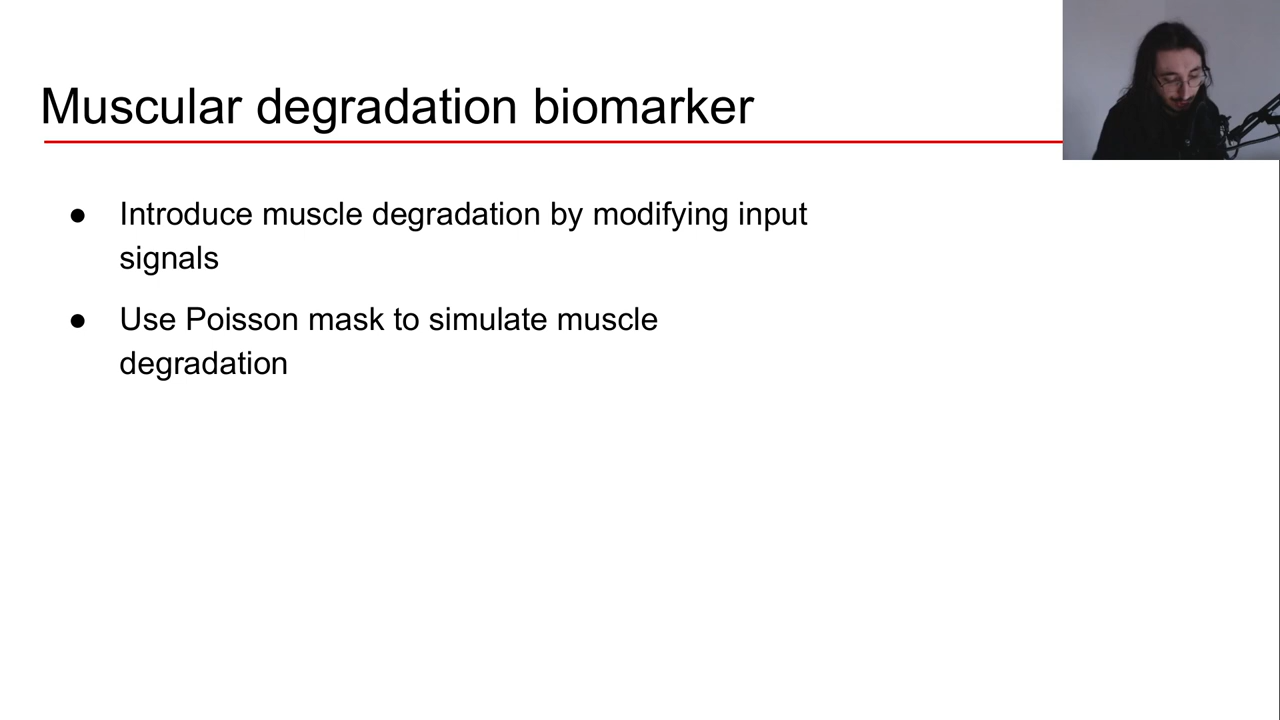 Muscular degradation biomarker
● Introduce muscle degradation by modifying input
signals
● Use Poisson mask to simulate muscle
degradation